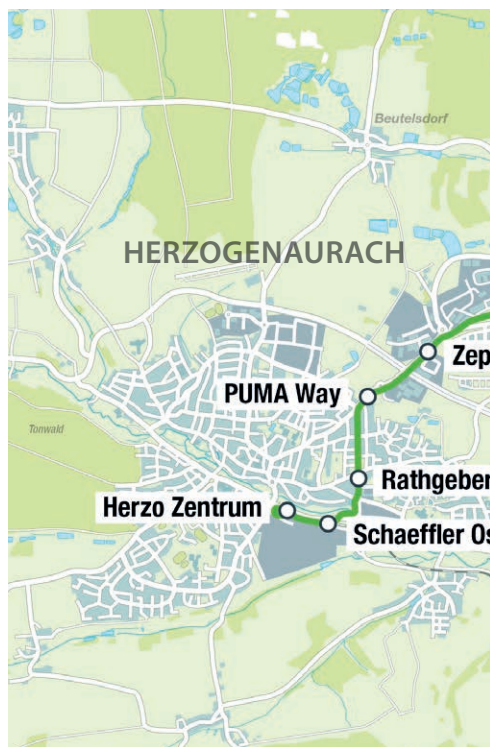 Beutelsdorf
HERZOGENAURACH
Zep
PUMA Way
Tonwald
Rathgeber
Herzo Zentrum
Schaeffler Os